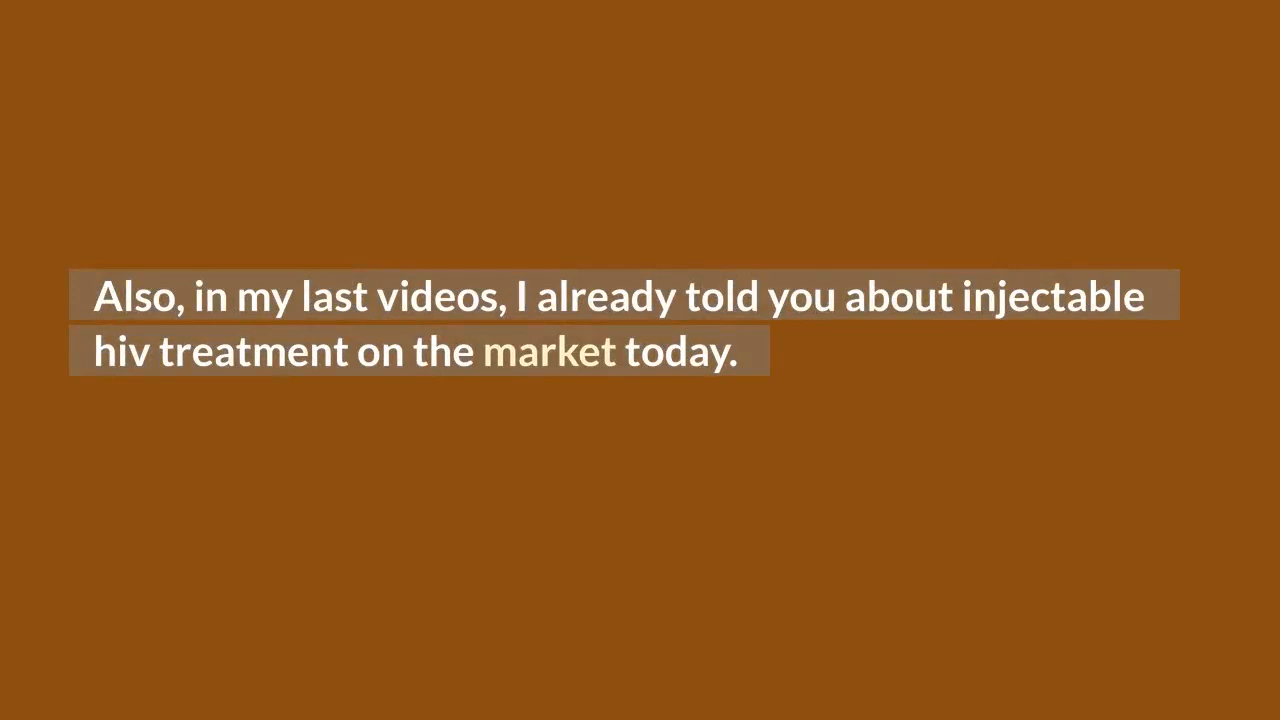 Also, in my last videos, I already told you about injectable
hiv treatment on the market today.